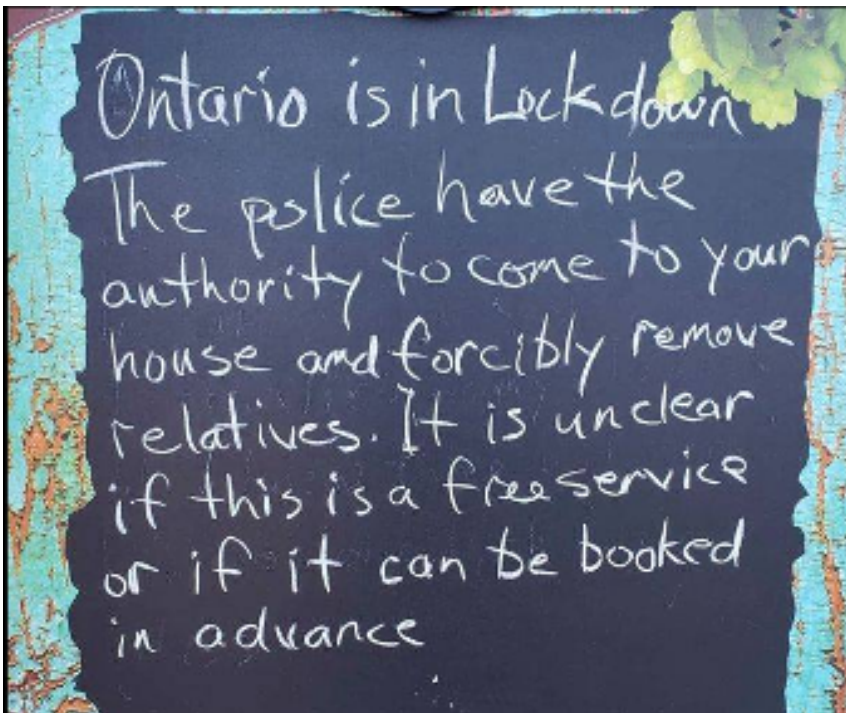 Ontario is in Lockdown
The police have the
authority to come to your
house and forcibly remove
relatives. It is unclear
if this is a free service
or if it can be booked
in advance